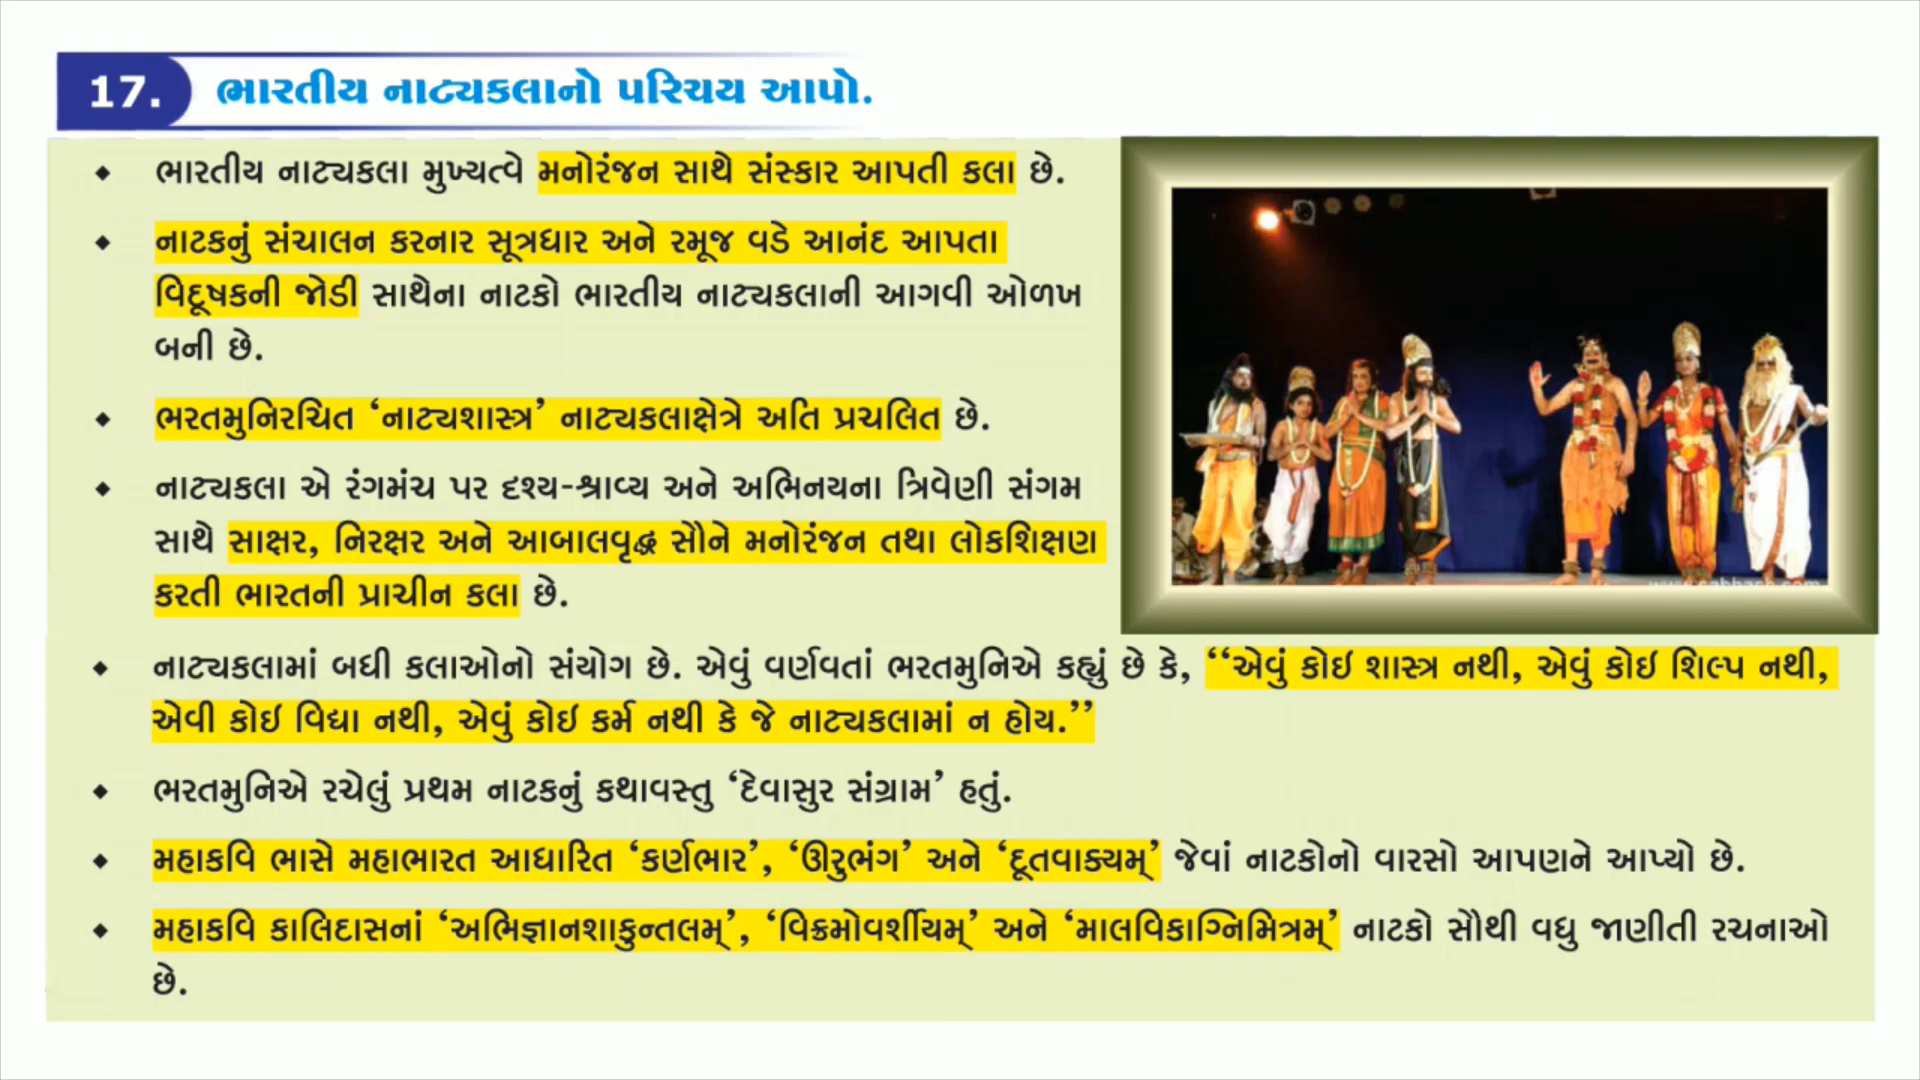 17. ભારતીય નાટ્યકલાનો પરિચય આપો.
◆ ભારતીય નાટ્યકલા મુખ્યત્વે મનોરંજન સાથે સંસ્કાર આપતી કલા છે.
◆ નાટકનું સંચાલન કરનાર સૂત્રધાર અને રમૂજ વડે આનંદ આપતા
વિદૂષકની જોડી સાથેના નાટકો ભારતીય નાટ્યકલાની આગવી ઓળખ
બની છે.
◆ ભરતમુનિરચિત ‘નાટ્યશાસ્ત્ર’ નાટ્યકલાક્ષેત્રે અતિ પ્રચલિત છે.
◆ નાટ્યકલા એ રંગમંચ પર દૃશ્ય-શ્રાવ્ય અને અભિનયના ત્રિવેણી સંગમ
સાથે સાક્ષર, નિરક્ષર અને આબાલવૃદ્ધ સૌને મનોરંજન તથા લોકશિક્ષણ
કરતી ભારતની પ્રાચીન કલા છે.
◆ નાટ્યકલામાં બધી કલાઓનો સંયોગ છે. એવું વર્ણવતાં ભરતમુનિએ કહ્યું છે કે, ‘‘એવું કોઇ શાસ્ત્ર નથી, એવું કોઇ શિલ્પ નથી,
એવી કોઇ વિદ્યા નથી, એવું કોઇ કર્મ નથી કે જે નાટ્યકલામાં ન હોય.’’
◆ ભરતમુનિએ રચેલું પ્રથમ નાટકનું કથાવસ્તુ ‘દેવાસુર સંગ્રામ’ હતું.
◆ મહાકવિ ભાસે મહાભારત આધારિત ‘કર્ણભાર’, ‘ઊરુભંગ’ અને ‘દૂતવાક્યમ્’ જેવાં નાટકોનો વારસો આપણને આપ્યો છે.
◆ મહાકવિ કાલિદાસનાં ‘અભિજ્ઞાનશાકુન્તલમ્’, ‘વિક્રમોવર્શીયમ્’ અને ‘માલવિકાગ્નિમિત્રમ્’ નાટકો સૌથી વધુ જાણીતી રચનાઓ
છે.